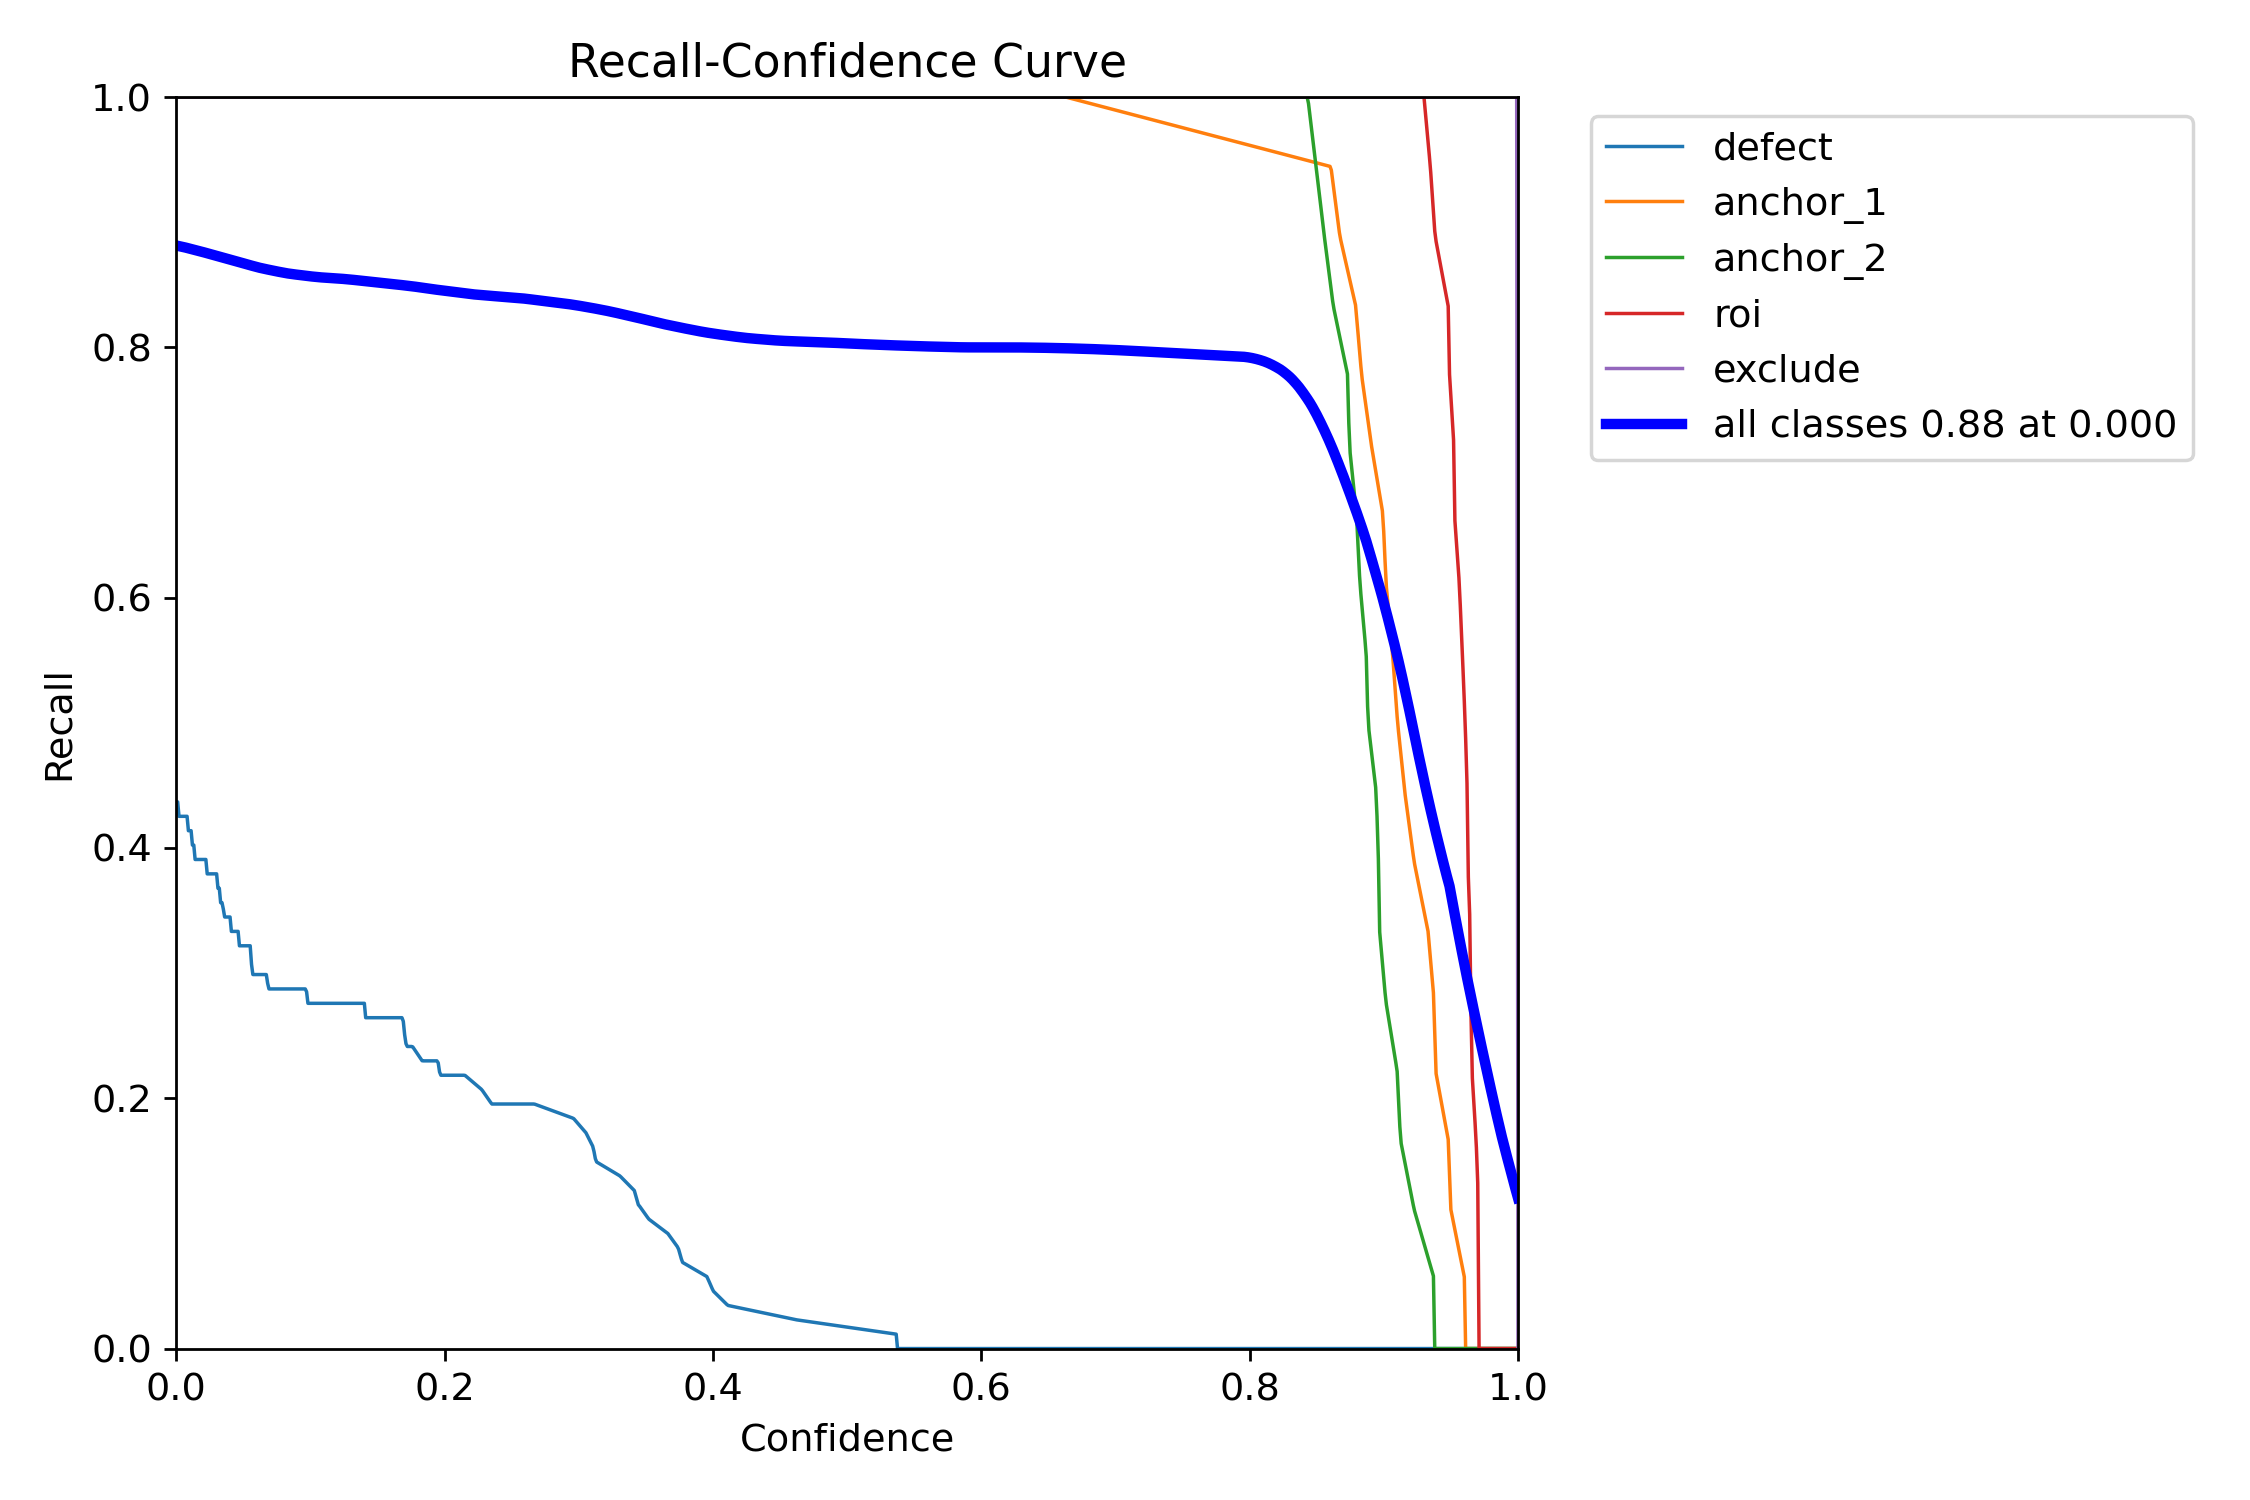 Recall-Confidence Curve
1.0
0.8
0.6
0.4
0.2
0.0
Recall
0.0 0.2 0.4 0.6 0.8 1.0
Confidence
defect
anchor_1
anchor_2
roi
exclude
all classes 0.88 at 0.000